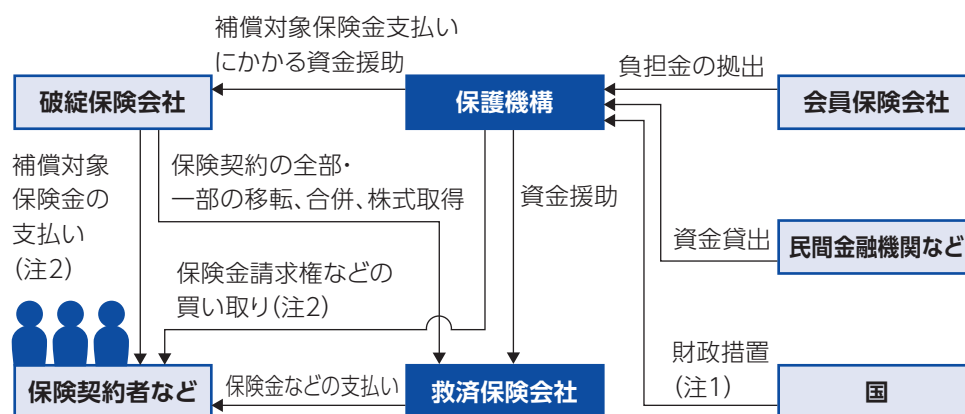 補償対象保険金支払い
にかかる資金援助
負担金の拠出
破綻保険会社
保護機構
会員保険会社
補償対象
保険金の
支払い
(注2)
保険契約の全部・
一部の移転、合併、株式取得
資金援助
資金貸出
民間金融機関など
保険金請求権などの
買い取り(注2)
財政措置
(注1)
保険契約者など
保険金などの支払い
救済保険会社
国